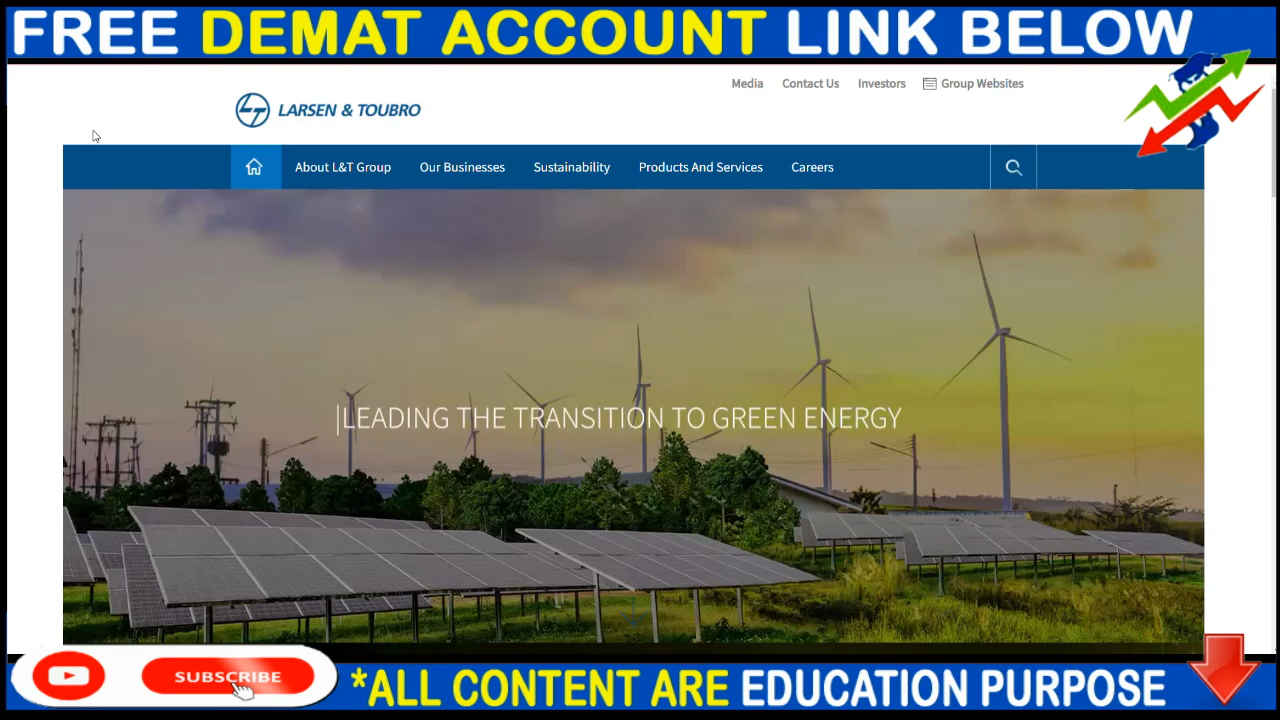 FREE DEMAT ACCOUNT LINK BELOW
Media Contact Us Investors Group Websites
LARSEN & TOUBRO
About L&T Group Our Businesses Sustainability Products And Services Careers
|LEADING THE TRANSITION TO GREEN ENERGY
SUBSCRIBE
*ALL CONTENT ARE EDUCATION PURPOSE